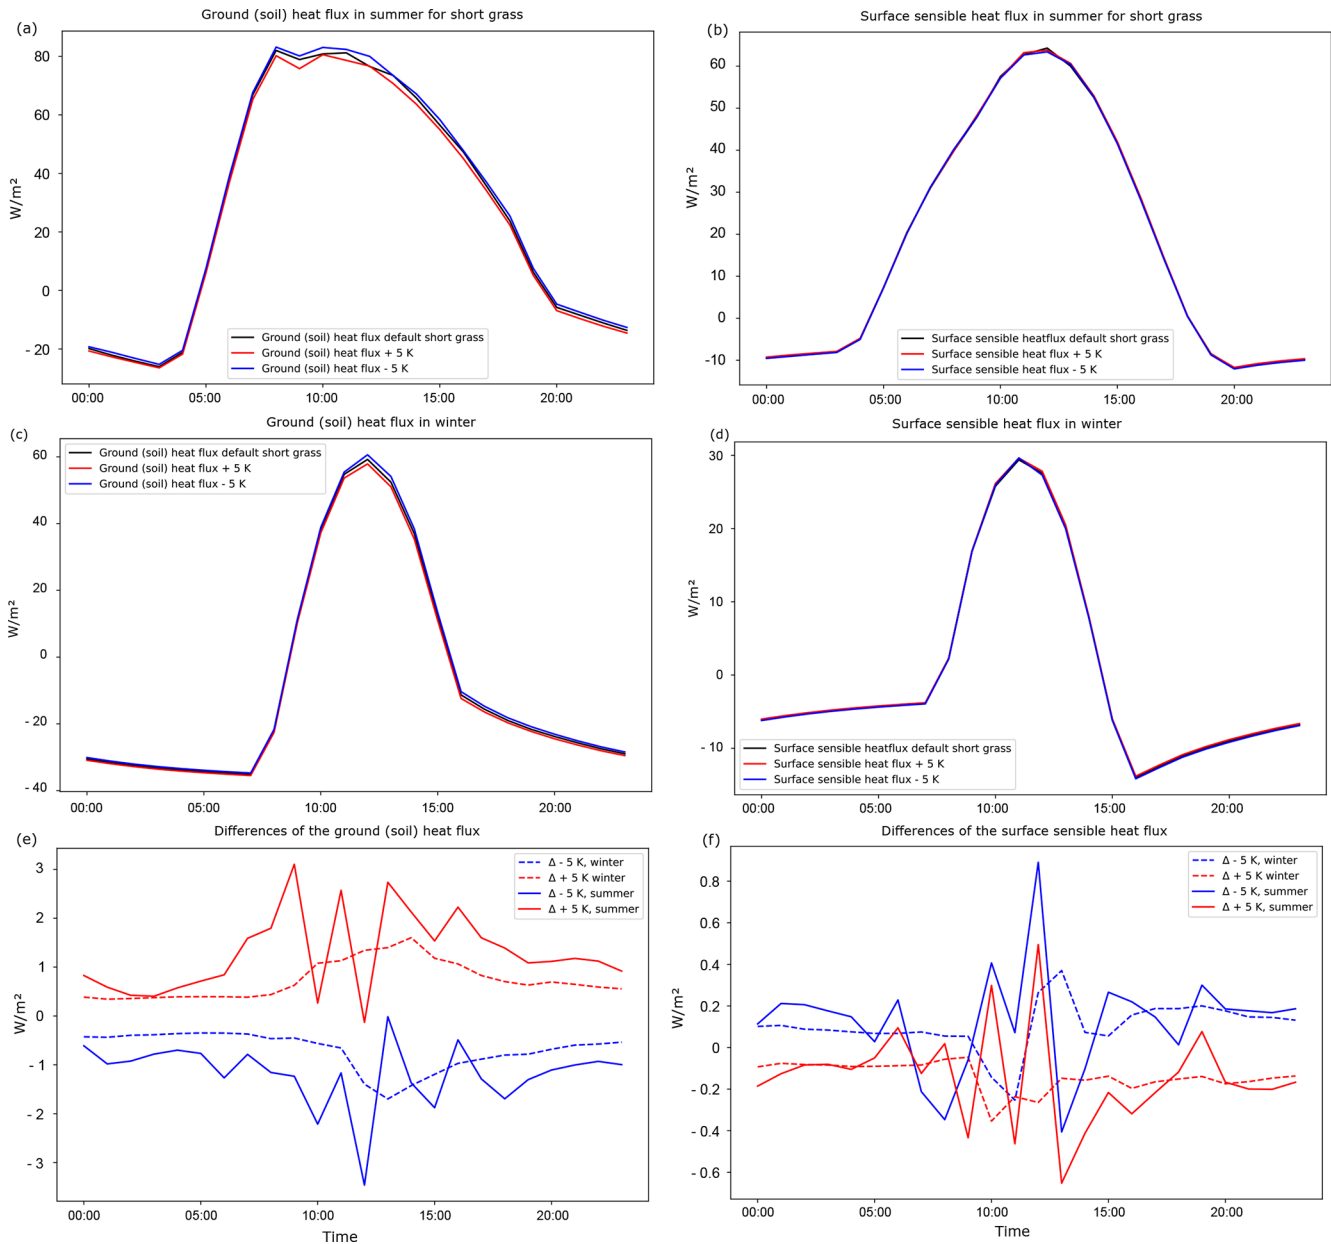 (a)
Ground (soil) heat flux in summer for short grass
80
60
40
20
0
- 20
W/m²
Ground (soil) heat flux default short grass
Ground (soil) heat flux + 5 K
Ground (soil) heat flux - 5 K
00:00 05:00 10:00 15:00 20:00
(b)
Surface sensible heat flux in summer for short grass
60
50
40
30
63
10
0
-10
W/m²
Surface sensible heatflux default short grass
Surface sensible heat flux + 5 K
Surface sensible heat flux - 5 K
00:00 05:00 10:00 15:00 20:00
(c)
Ground (soil) heat flux in winter
60
40
20
0
- 20
- 40
W/m²
Ground (soil) heat flux default short grass
Ground (soil) heat flux + 5 K
Ground (soil) heat flux - 5 K
00:00 05:00 10:00 15:00 20:00
(d)
Surface sensible heat flux in winter
30
20
10
0
- 10
W/m²
Surface sensible heatflux default short grass
Surface sensible heat flux + 5 K
Surface sensible heat flux - 5 K
00:00 05:00 10:00 15:00 20:00
(e)
Differences of the ground (soil) heat flux
3
2
1
0
- 1
- 2
- 3
W/m²
Δ - 5 K, winter
Δ + 5 K winter
Δ - 5 K, summer
Δ + 5 K, summer
00:00 05:00 10:00 15:00 20:00
Time
(f)
Differences of the surface sensible heat flux
0.8
0.6
0.4
0.2
0
- 0.2
- 0.4
- 0.6
W/m²
Δ - 5 K, winter
Δ + 5 K winter
Δ - 5 K, summer
Δ + 5 K, summer
00:00 05:00 10:00 15:00 20:00
Time